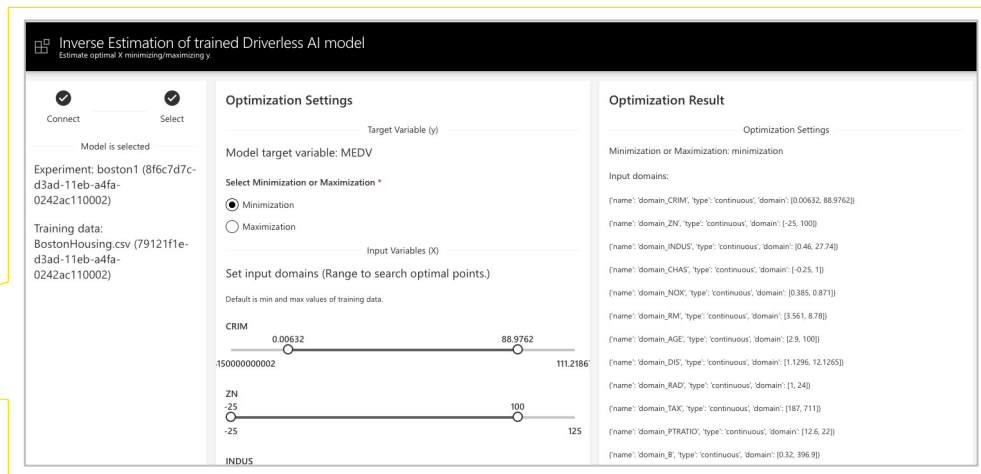 Inverse Estimation of trained Driverless AI model
Estimate optimal X minimizing/maximizing y.
Connect
Select
Model is selected
Experiment: boston1 (8f6c7d7c-
d3ad-11eb-a4fa-
0242ac110002)
Training data:
BostonHousing.csv (79121f1e-
d3ad-11eb-a4fa-
0242ac110002)
Optimization Settings
Target Variable (y)
Model target variable: MEDV
Select Minimization or Maximization *
Minimization
Maximization
Input Variables (X)
Set input domains (Range to search optimal points.)
Default is min and max values of training data.
CRIM
0.00632 88.9762
150000000002 111.2186
ZN
-25 100
-25 125
INDUS
Optimization Result
Optimization Settings
Minimization or Maximization: minimization
Input domains:
{'name': 'domain_CRIM', 'type': 'continuous', 'domain': [0.00632, 88.9762]}
{'name': 'domain_ZN', 'type': 'continuous', 'domain': [-25, 100]}
{'name': 'domain_INDUS', 'type': 'continuous', 'domain': [0.46, 27.74]}
{'name': 'domain_CHAS', 'type': 'continuous', 'domain': [-0.25, 1]}
{'name': 'domain_NOX', 'type': 'continuous', 'domain': [0.385, 0.871]}
{'name': 'domain_RM', 'type': 'continuous', 'domain': [3.561, 8.78]}
{'name': 'domain_AGE', 'type': 'continuous', 'domain': [2.9, 100]}
{'name': 'domain_DIS', 'type': 'continuous', 'domain': [1.1296, 12.1265]}
{'name': 'domain_RAD', 'type': 'continuous', 'domain': [1, 24]}
{'name': 'domain_TAX', 'type': 'continuous', 'domain': [187, 711]}
{'name': 'domain_PTRATIO', 'type': 'continuous', 'domain': [12.6, 22]}
{'name': 'domain_B', 'type': 'continuous', 'domain': [0.32, 396.9]}